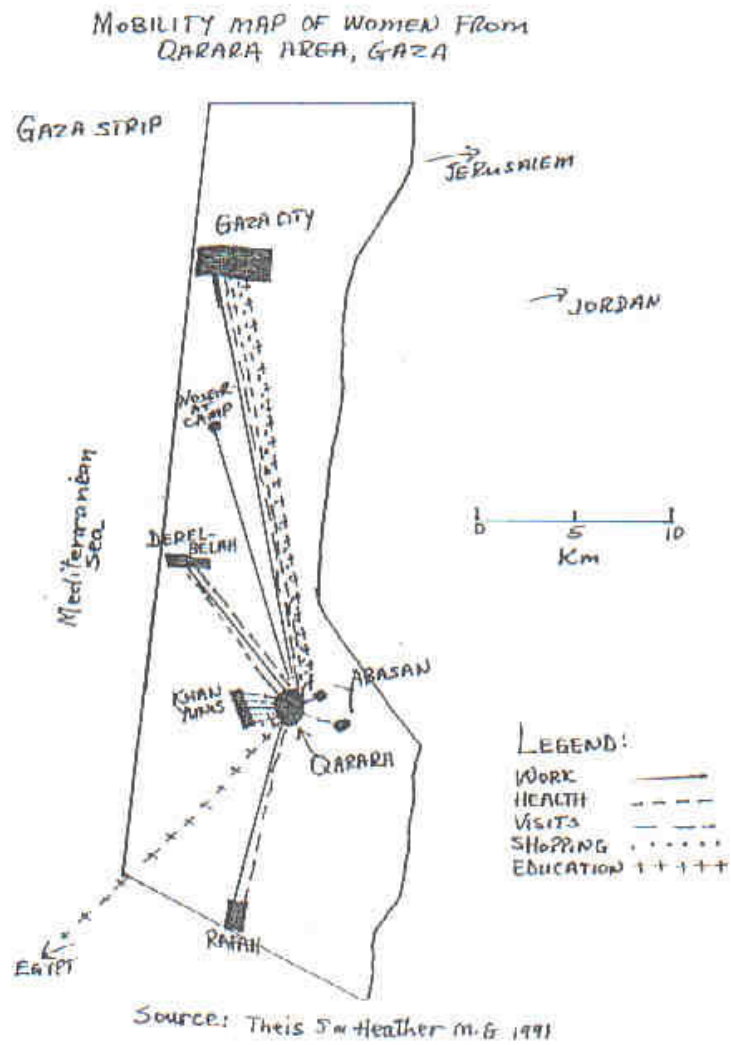 MOBILITY MAP OF WOMEN FROM
QARARA AREA, GAZA
GAZA STRIP
JERUSALEM
GAZA CITY
JORDAN
CAMP
Mediteranean
Sea
DEREL-
BELAH
0 5 10
Km
KHAN
YUNIS
ABASAN
QARARA
LEGEND:
WORK
HEALTH
VISITS
SHOPPING
EDUCATION
RAFAH
EGYPT
Source: Theis J Heather M.G 1991